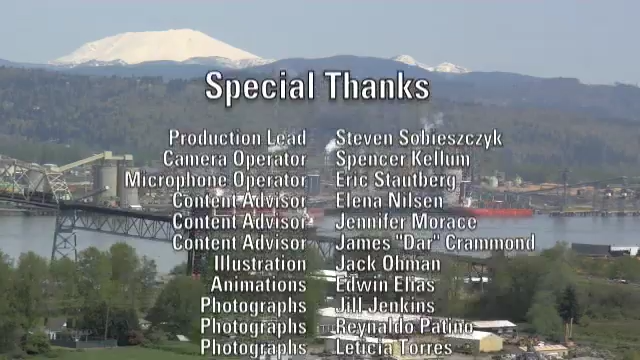 Special Thanks
Production Lead Steven Sobieszczyk
Camera Operator Spencer Kellum
Microphone Operator Eric Stautberg
Content Advisor Elena Nilsen
Content Advisor Jennifer Morace
Content Advisor James "Dar" Crammond
Illustration Jack Ohman
Animations Edwin Elias
Photographs Jill Jenkins
Photographs Reynaldo Patino
Photographs Leticia Torres